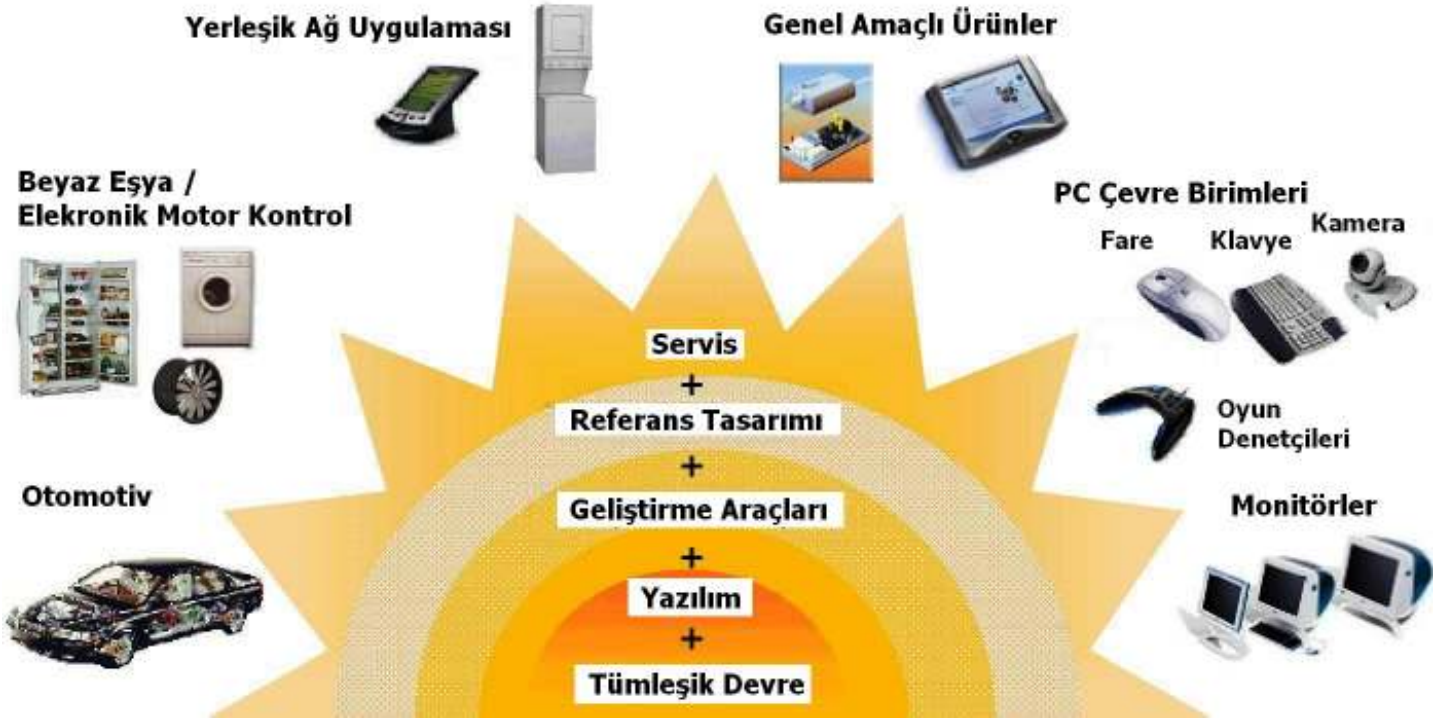 Yerleşik Ağ Uygulaması
Genel Amaçlı Ürünler
Beyaz Eşya /
Elekronik Motor Kontrol
PC Çevre Birimleri
Fare
Klavye
Kamera
Oyun
Denetçileri
Otomotiv
Monitörler
Servis
+
Referans Tasarımı
+
Geliştirme Araçları
+
Yazılım
+
Tümleşik Devre